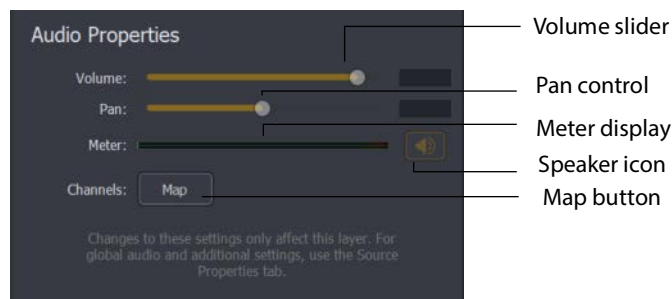 Audio Properties
Volume:
Pan:
Meter:
Channels: Map
Changes to these settings only affect this layer. For
global audio and additional settings, use the Source
Properties tab.
Volume slider
Pan control
Meter display
Speaker icon
Map button